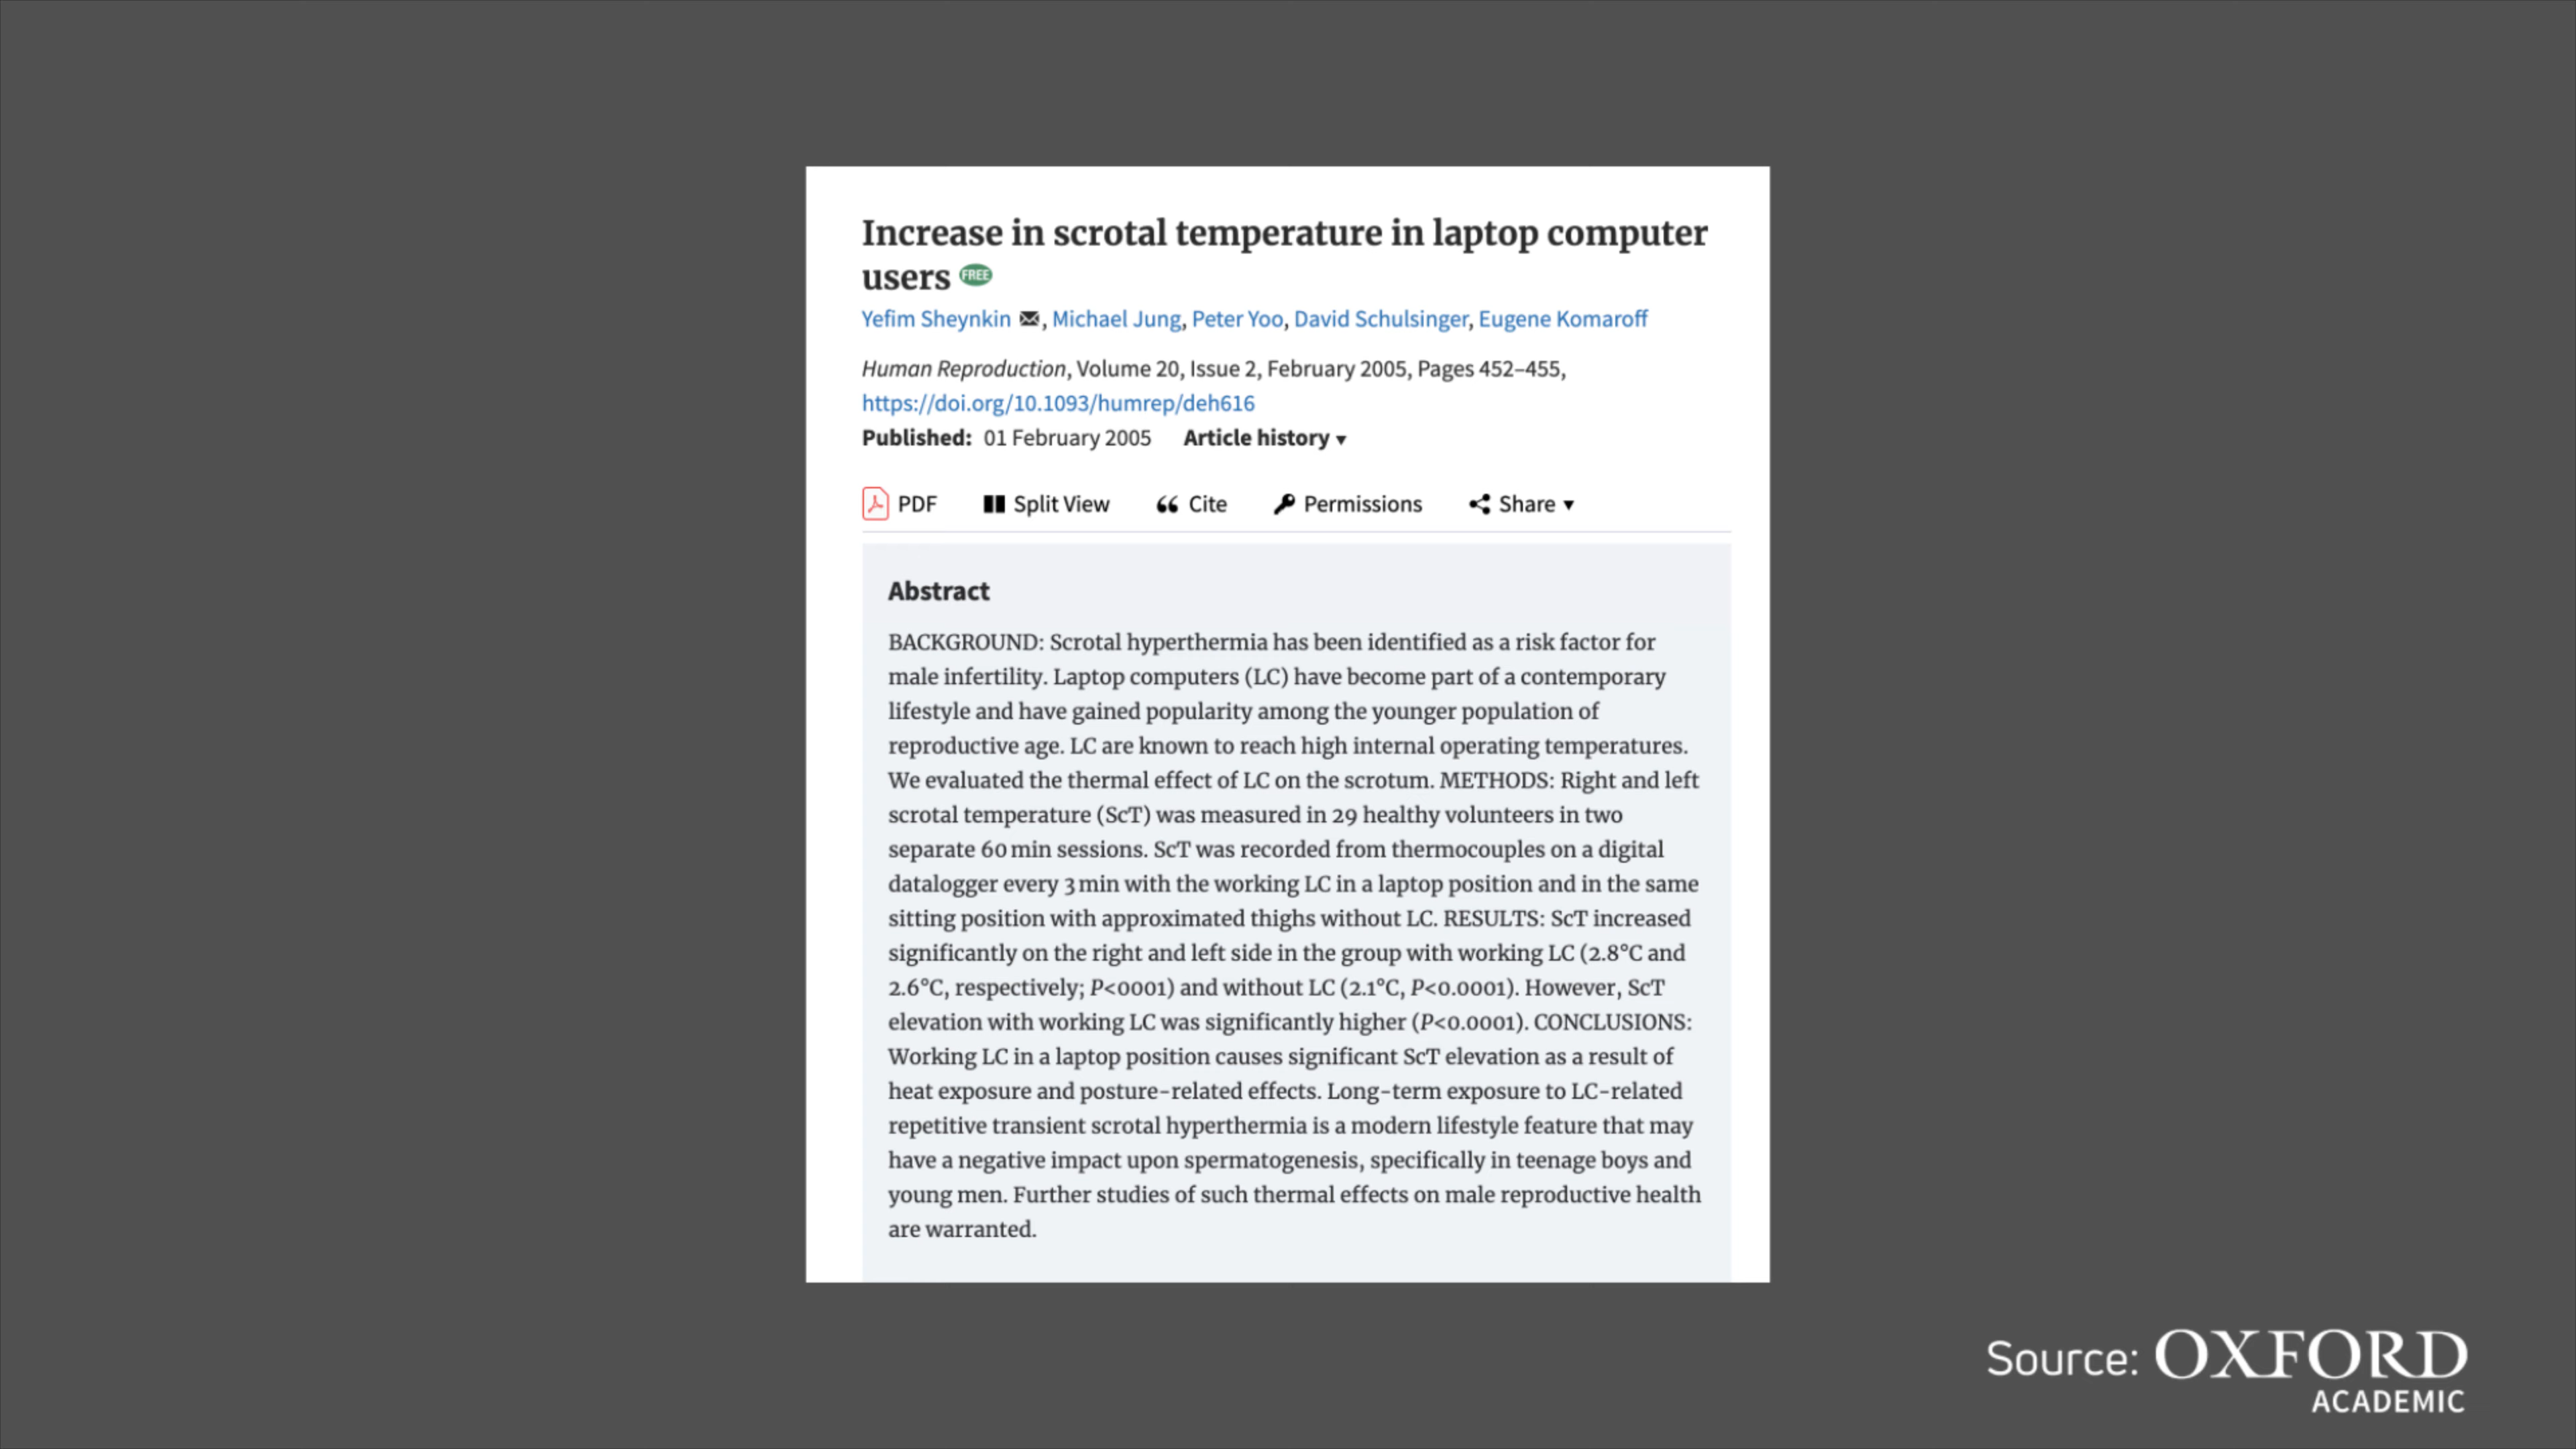 Increase in scrotal temperature in laptop computer
users FREE
Yefim Sheynkin, Michael Jung, Peter Yoo, David Schulsinger, Eugene Komaroff
Human Reproduction, Volume 20, Issue 2, February 2005, Pages 452–455,
https://doi.org/10.1093/humrep/deh616
Published: 01 February 2005 Article history ▾
PDF Split View Cite Permissions Share ▾
Abstract
BACKGROUND: Scrotal hyperthermia has been identified as a risk factor for
male infertility. Laptop computers (LC) have become part of a contemporary
lifestyle and have gained popularity among the younger population of
reproductive age. LC are known to reach high internal operating temperatures.
We evaluated the thermal effect of LC on the scrotum. METHODS: Right and left
scrotal temperature (ScT) was measured in 29 healthy volunteers in two
separate 60 min sessions. ScT was recorded from thermocouples on a digital
datalogger every 3 min with the working LC in a laptop position and in the same
sitting position with approximated thighs without LC. RESULTS: ScT increased
significantly on the right and left side in the group with working LC (2.8°C and
2.6°C, respectively; P<0001) and without LC (2.1°C, P<0.0001). However, ScT
elevation with working LC was significantly higher (P<0.0001). CONCLUSIONS:
Working LC in a laptop position causes significant ScT elevation as a result of
heat exposure and posture-related effects. Long-term exposure to LC-related
repetitive transient scrotal hyperthermia is a modern lifestyle feature that may
have a negative impact upon spermatogenesis, specifically in teenage boys and
young men. Further studies of such thermal effects on male reproductive health
are warranted.
Source: OXFORD
ACADEMIC